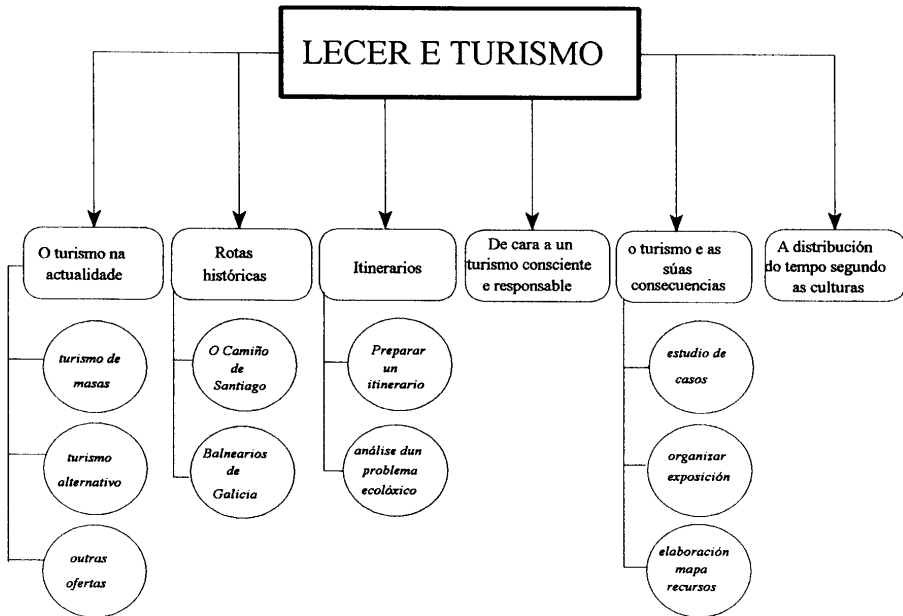 LECER E TURISMO
O turismo na
actualidade
Rotas
históricas
Itinerarios
De cara a un
turismo consciente
e responsable
o turismo e as
súas
consecuencias
A distribución
do tempo segundo
as culturas
turismo de
masas
turismo
alternativo
outras
ofertas
O Camiño
de
Santiago
Balnearios
de
Galicia
Preparar
un
itinerario
análise dun
problema
ecolóxico
estudio de
casos
organizar
exposición
elaboración
mapa
recursos